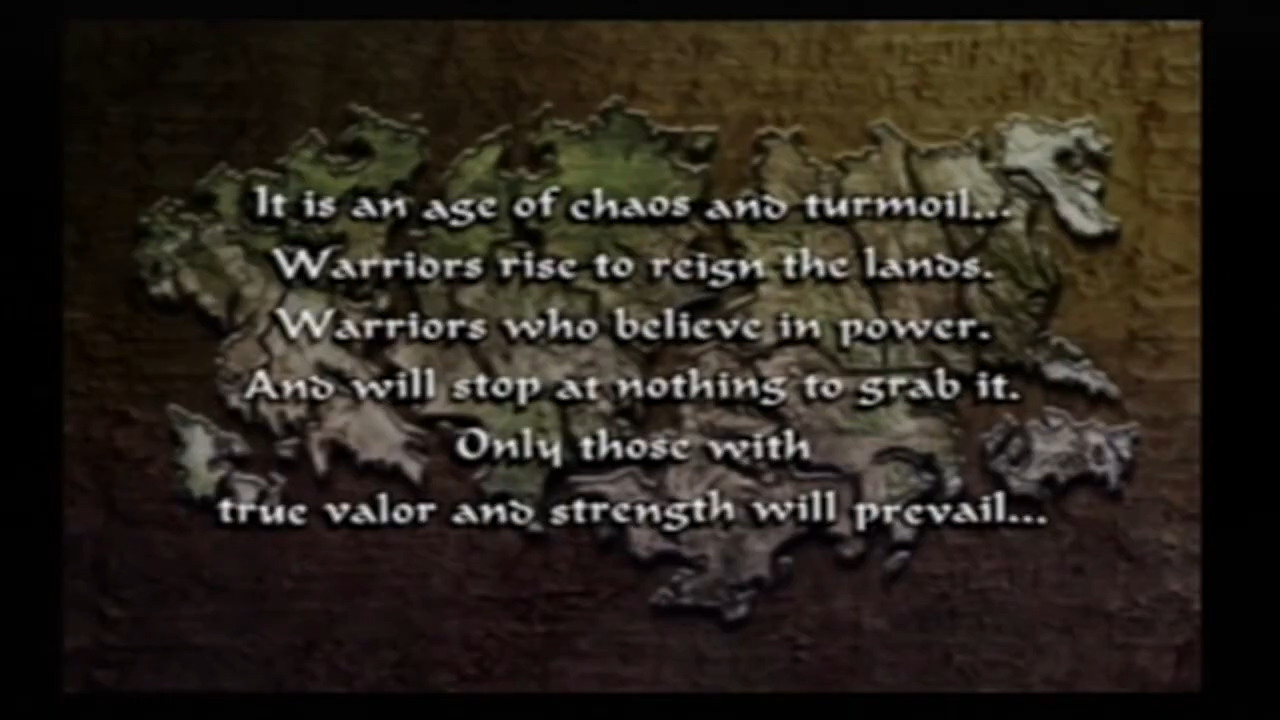 It is an age of chaos and turmoil...
Warriors rise to reign the lands.
Warriors who believe in power.
And will stop at nothing to grab it.
Only those with
true valor and strength will prevail...